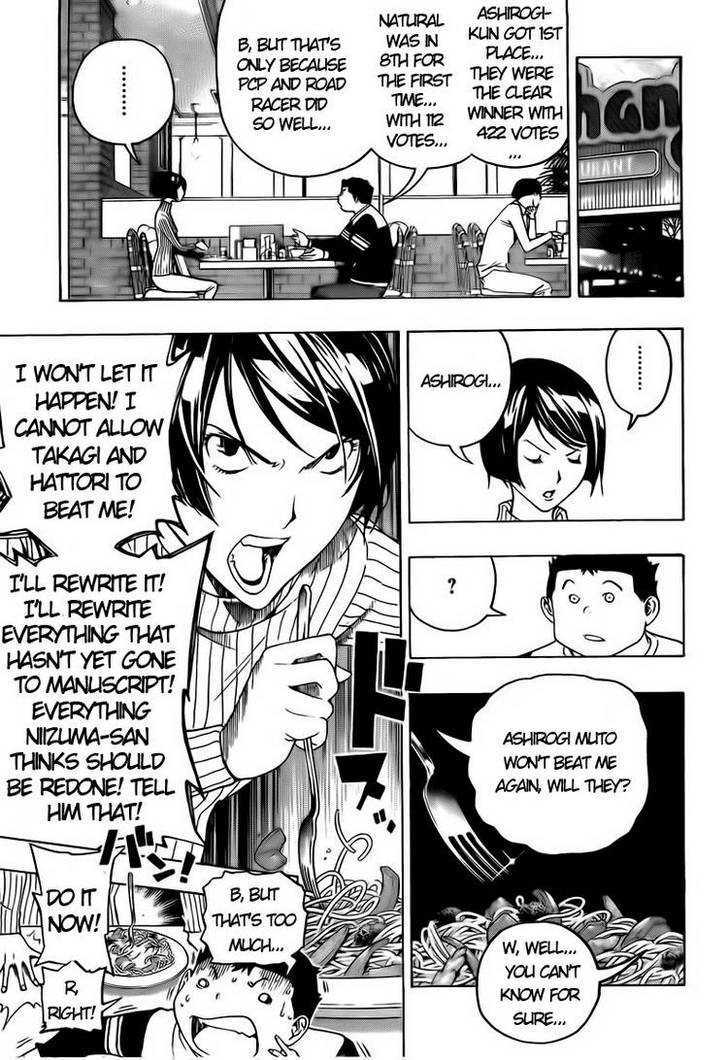 ASHIROGI-
KUN GOT 1ST
PLACE...
THEY WERE
THE CLEAR
WINNER WITH
422 VOTES
...
NATURAL
WAS IN
8TH FOR
THE FIRST
TIME...
WITH 112
VOTES...
B, BUT THAT'S
ONLY BECAUSE
PCP AND ROAD
RACER DID
SO WELL...
.......
.......
ASHIROGI...
?
ASHIROGI MUTO
WON'T BEAT ME
AGAIN, WILL THEY?
W, WELL...
YOU CAN'T
KNOW FOR
SURE...
I WON'T LET IT
HAPPEN! I
CANNOT ALLOW
TAKAGI AND
HATTORI TO
BEAT ME!
I'LL REWRITE IT!
I'LL REWRITE
EVERYTHING THAT
HASN'T YET GONE
TO MANUSCRIPT!
EVERYTHING
NIIZUMA-SAN
THINKS SHOULD
BE REDONE! TELL
HIM THAT!
ドスッ
B, BUT
THAT'S TOO
MUCH...
DO IT
NOW!
R,
RIGHT!